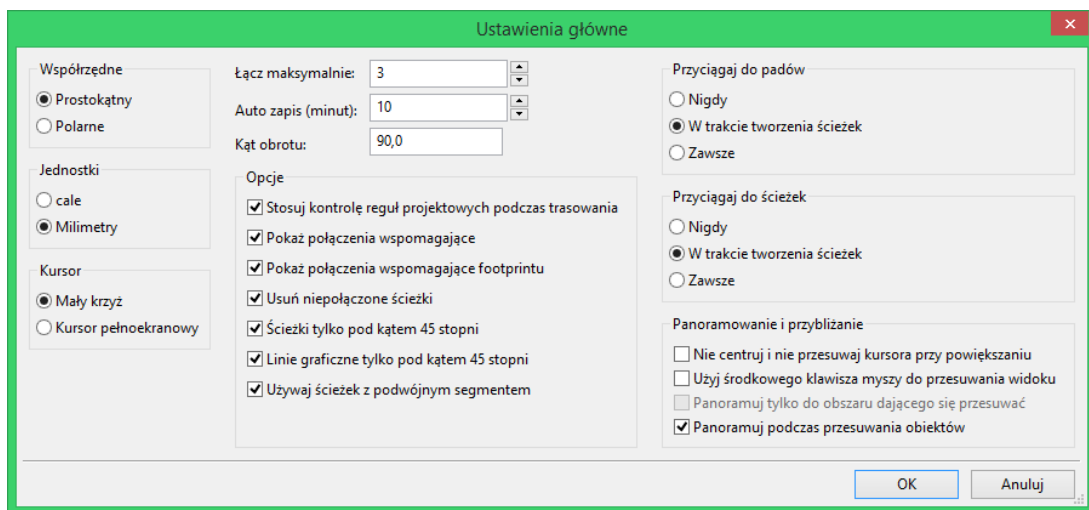 Ustawienia główne
Współrzędne
Prostokątny
Polarne
Jednostki
cale
Milimetry
Kursor
Mały krzyż
Kursor pełnoekranowy
Łącz maksymalnie: 3
Auto zapis (minut): 10
Kąt obrotu: 90,0
Opcje
Stosuj kontrolę reguł projektowych podczas trasowania
Pokaż połączenia wspomagające
Pokaż połączenia wspomagające footprintu
Usuń niepołączone ścieżki
Ścieżki tylko pod kątem 45 stopni
Linie graficzne tylko pod kątem 45 stopni
Używaj ścieżek z podwójnym segmentem
Przyciągaj do padów
Nigdy
W trakcie tworzenia ścieżek
Zawsze
Przyciągaj do ścieżek
Nigdy
W trakcie tworzenia ścieżek
Zawsze
Panoramowanie i przybliżanie
Nie centruj i nie przesuwaj kursora przy powiększaniu
Użyj środkowego klawisza myszy do przesuwania widoku
Panoramuj tylko do obszaru dającego się przesuwać
Panoramuj podczas przesuwania obiektów
OK
Anuluj